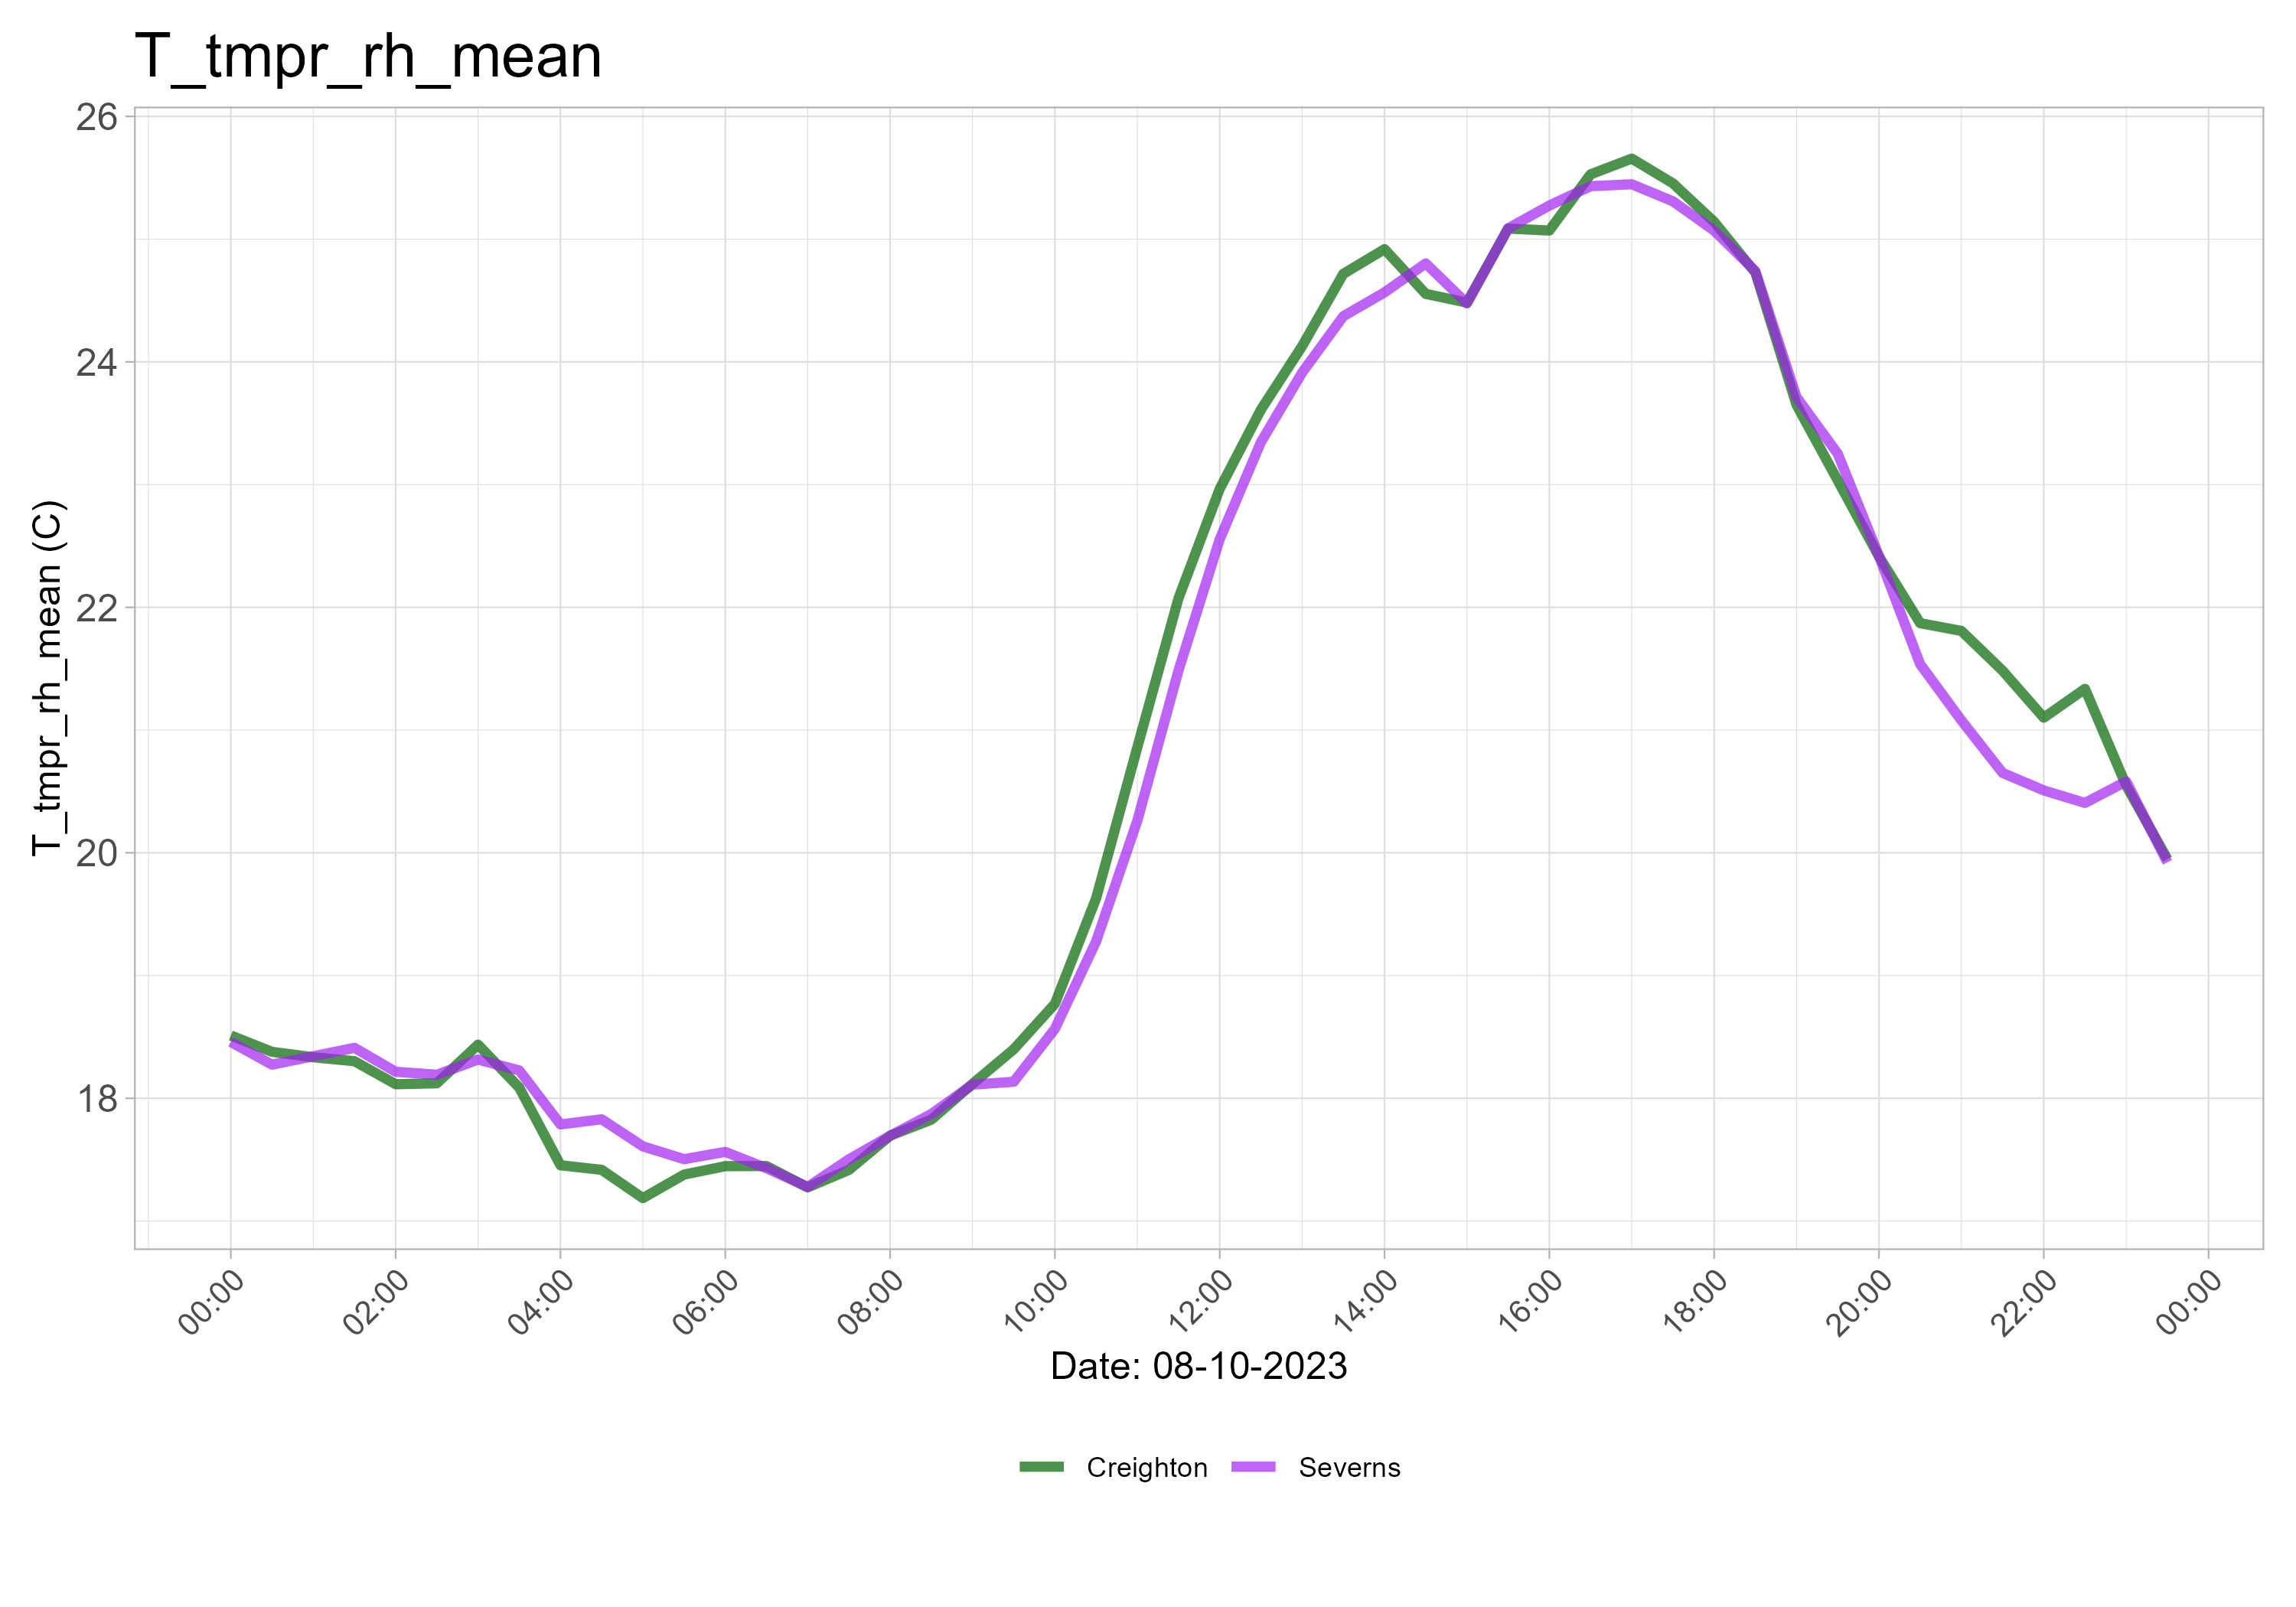 T_tmpr_rh_mean
T_tmpr_rh_mean (C)
26
24
22
20
18
00:00 02:00 04:00 06:00 08:00 10:00 12:00 14:00 16:00 18:00 20:00 22:00 00:00
Date: 08-10-2023
Creighton Severns